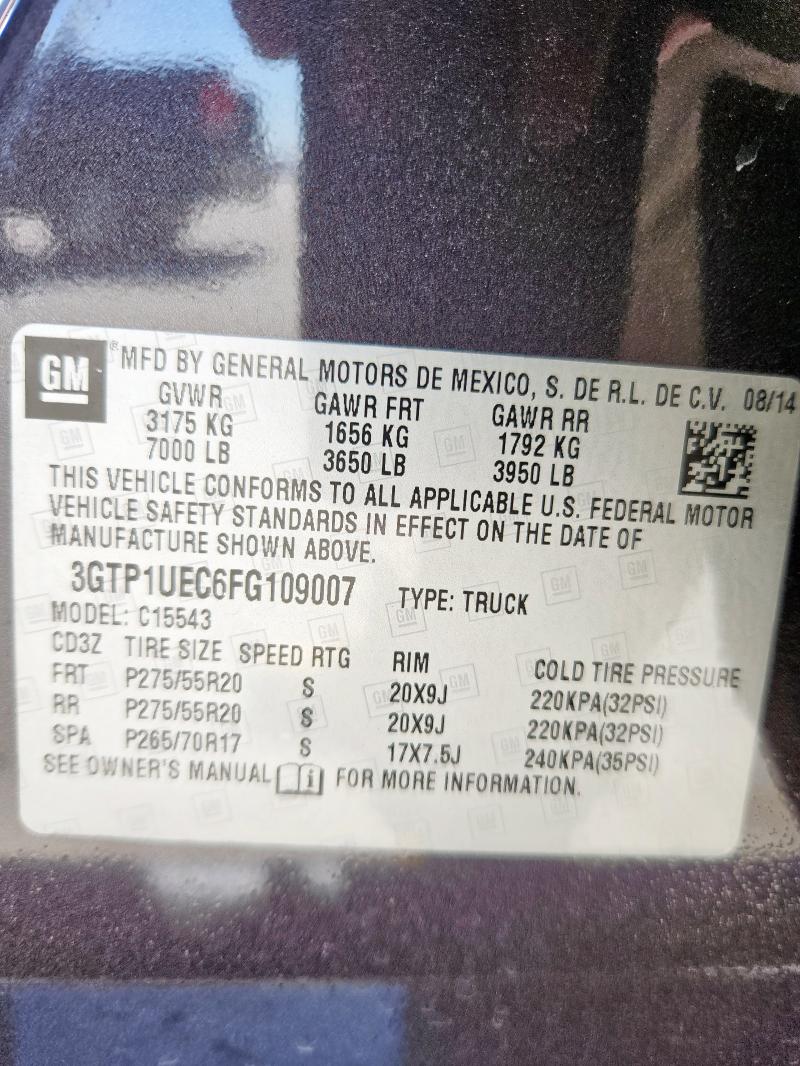 GM ® MFD BY GENERAL MOTORS DE MEXICO, S. DE R.L. DE C.V. 08/14
GVWR GAWR FRT GAWR RR
3175 KG 1656 KG 1792 KG
7000 LB 3650 LB 3950 LB
THIS VEHICLE CONFORMS TO ALL APPLICABLE U.S. FEDERAL MOTOR
VEHICLE SAFETY STANDARDS IN EFFECT ON THE DATE OF
MANUFACTURE SHOWN ABOVE.
3GTP1UEC6FG109007 TYPE: TRUCK
MODEL: C15543
CD3Z TIRE SIZE SPEED RTG RIM COLD TIRE PRESSURE
FRT P275/55R20 S 20X9J 220KPA(32PSI)
RR P275/55R20 S 20X9J 220KPA(32PSI)
SPA P265/70R17 S 17X7.5J 240KPA(35PSI)
SEE OWNER'S MANUAL i FOR MORE INFORMATION.